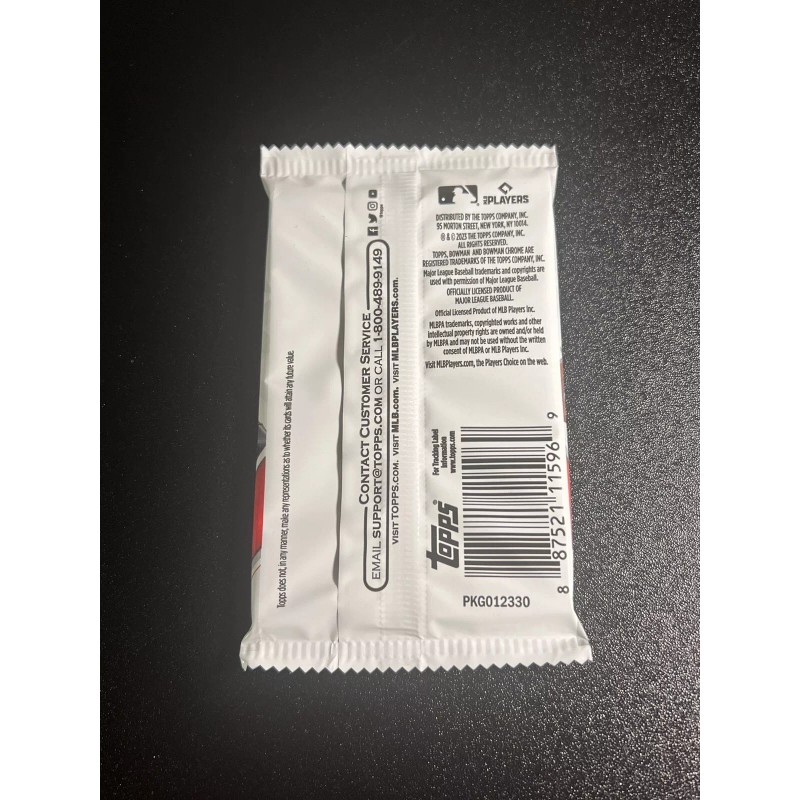 Topps does not, in any manner, make any representations as to whether its cards will attain any future value.
CONTACT CUSTOMER SERVICE
EMAIL SUPPORT@TOPPS.COM OR CALL 1-800-489-9149
VISIT TOPPS.COM. VISIT MLB.com. VISIT MLBPLAYERS.com.
MLB PLAYERS
DISTRIBUTED BY THE TOPPS COMPANY, INC.
95 MORTON STREET, NEW YORK, NY 10014.
® & © 2023 THE TOPPS COMPANY, INC.
ALL RIGHTS RESERVED.
TOPPS, BOWMAN AND BOWMAN CHROME ARE
REGISTERED TRADEMARKS OF THE TOPPS COMPANY, INC.
Major League Baseball trademarks and copyrights are
used with permission of Major League Baseball.
OFFICIALLY LICENSED PRODUCT OF
MAJOR LEAGUE BASEBALL.
Official Licensed Product of MLB Players Inc.
MLBPA trademarks, copyrighted works and other
intellectual property rights are owned and/or held
by MLBPA and may not be used without the written
consent of MLBPA or MLB Players Inc.
Visit MLBPlayers.com, the Players Choice on the web.
For Trucking Label
Information
www.topps.com
topps®
8 87521 11596 9
PKG012330